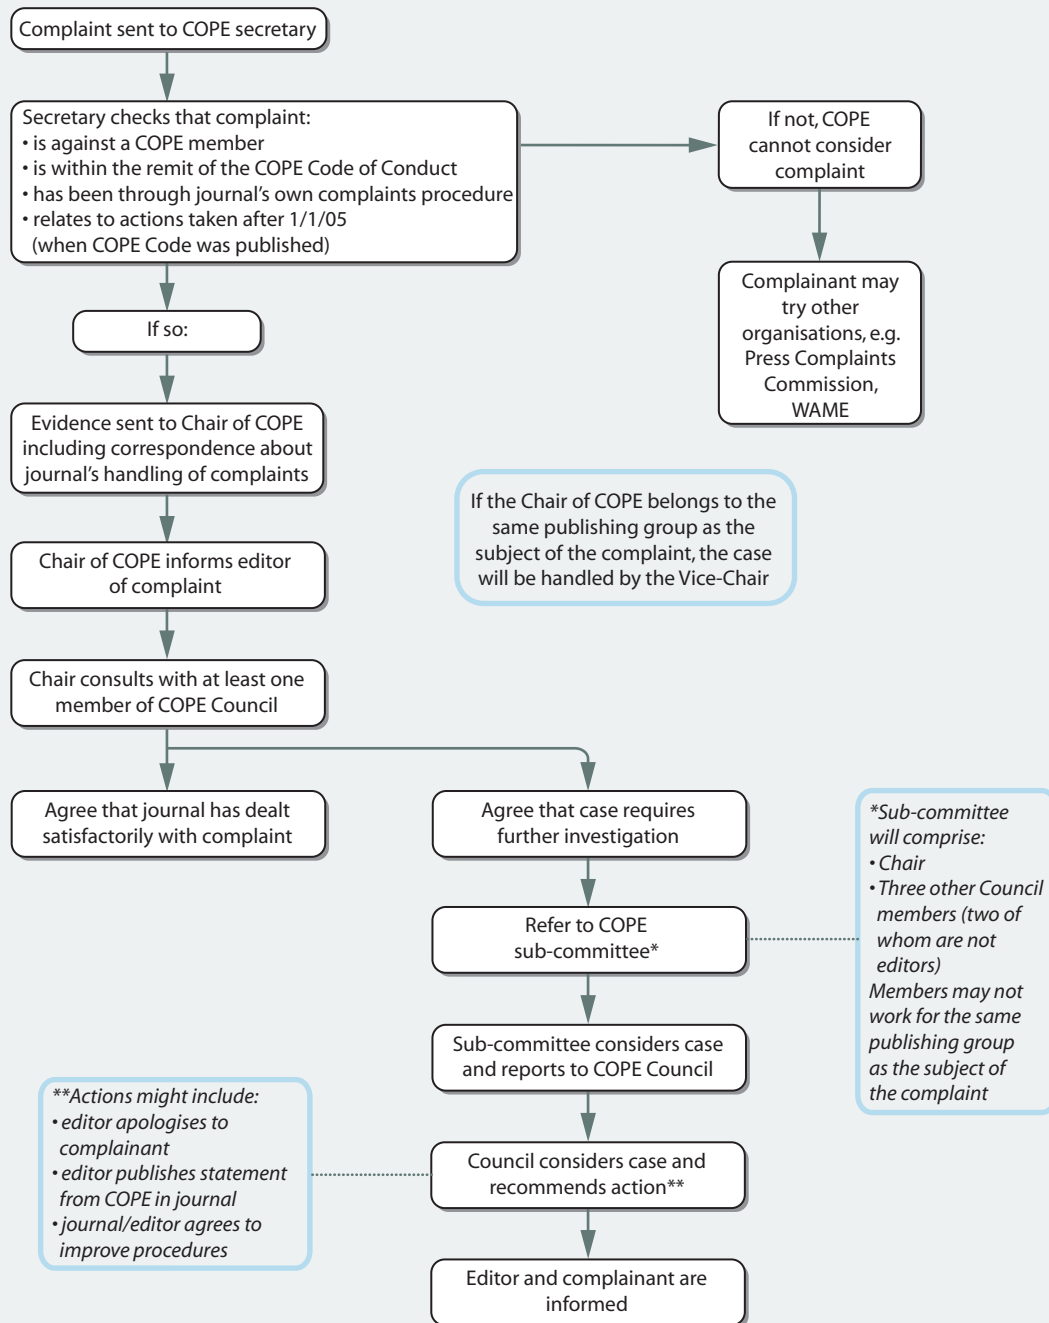 Complaint sent to COPE secretary
Secretary checks that complaint:
• is against a COPE member
• is within the remit of the COPE Code of Conduct
• has been through journal's own complaints procedure
• relates to actions taken after 1/1/05
(when COPE Code was published)
If not, COPE
cannot consider
complaint
Complainant may
try other
organisations, e.g.
Press Complaints
Commission,
WAME
If so:
Evidence sent to Chair of COPE
including correspondence about
journal's handling of complaints
If the Chair of COPE belongs to the
same publishing group as the
subject of the complaint, the case
will be handled by the Vice-Chair
Chair of COPE informs editor
of complaint
Chair consults with at least one
member of COPE Council
Agree that journal has dealt
satisfactorily with complaint
Agree that case requires
further investigation
Refer to COPE
sub-committee*
*Sub-committee
will comprise:
• Chair
• Three other Council
members (two of
whom are not
editors)
Members may not
work for the same
publishing group
as the subject of
the complaint
Sub-committee considers case
and reports to COPE Council
**Actions might include:
• editor apologises to
complainant
• editor publishes statement
from COPE in journal
• journal/editor agrees to
improve procedures
Council considers case and
recommends action**
Editor and complainant are
informed